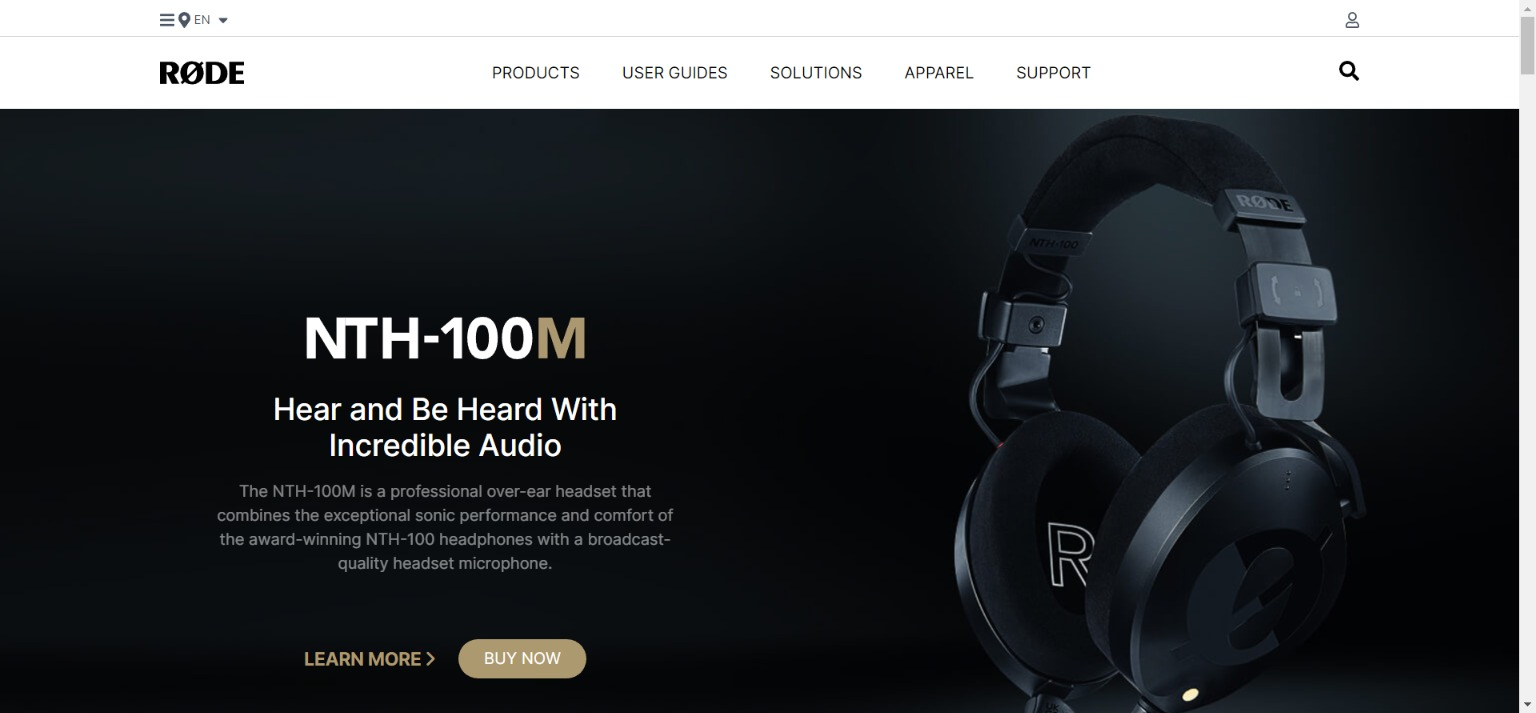 EN
RØDE
PRODUCTS
USER GUIDES
SOLUTIONS
APPAREL
SUPPORT
RØDE
NTH-100
NTH-100M
Hear and Be Heard With
Incredible Audio
The NTH-100M is a professional over-ear headset that
combines the exceptional sonic performance and comfort of
the award-winning NTH-100 headphones with a broadcast-
quality headset microphone.
R
LEARN MORE
BUY NOW